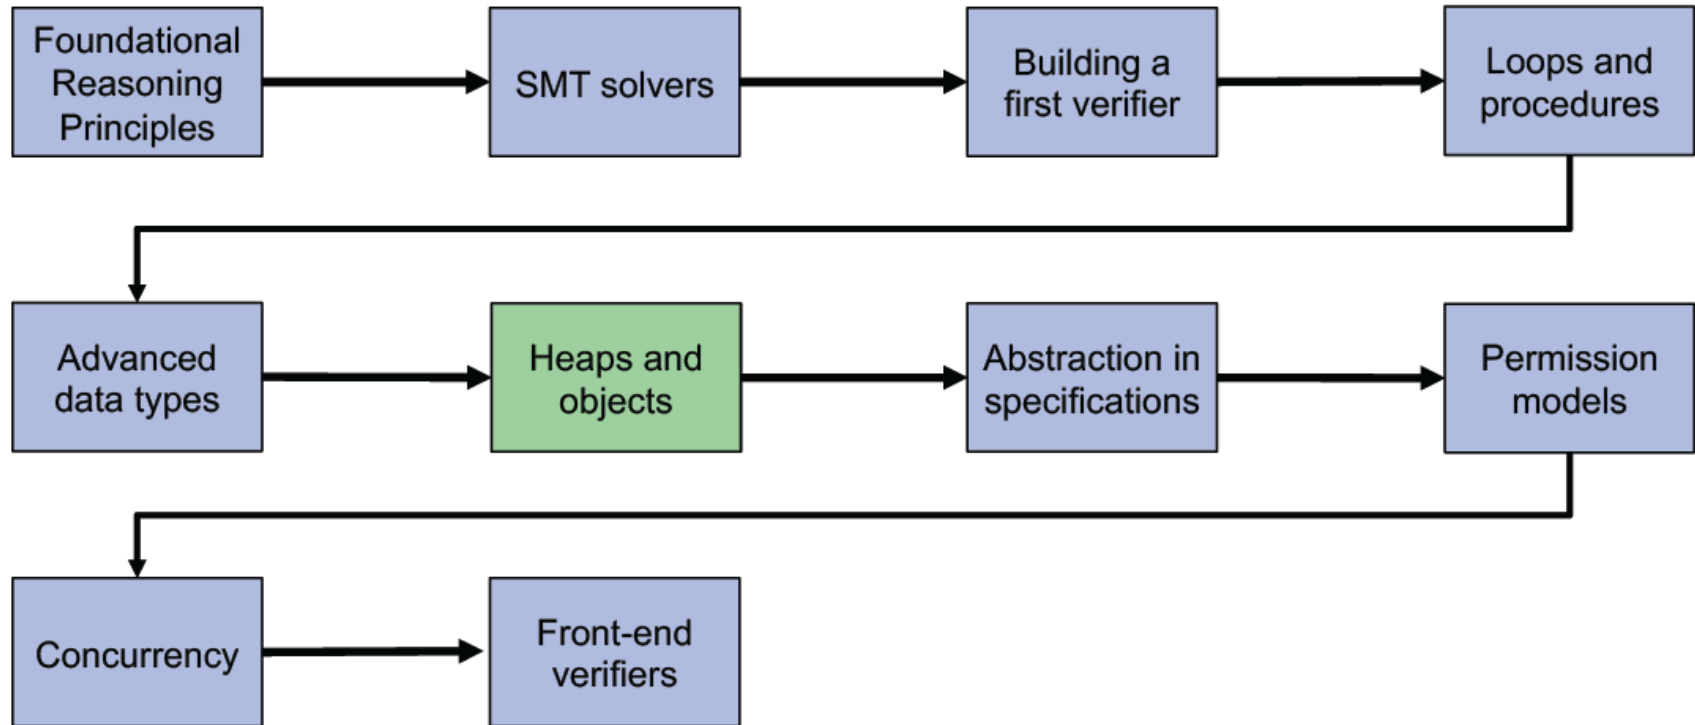 Foundational
Reasoning
Principles
SMT solvers
Building a
first verifier
Loops and
procedures
Advanced
data types
Heaps and
objects
Abstraction in
specifications
Permission
models
Concurrency
Front-end
verifiers